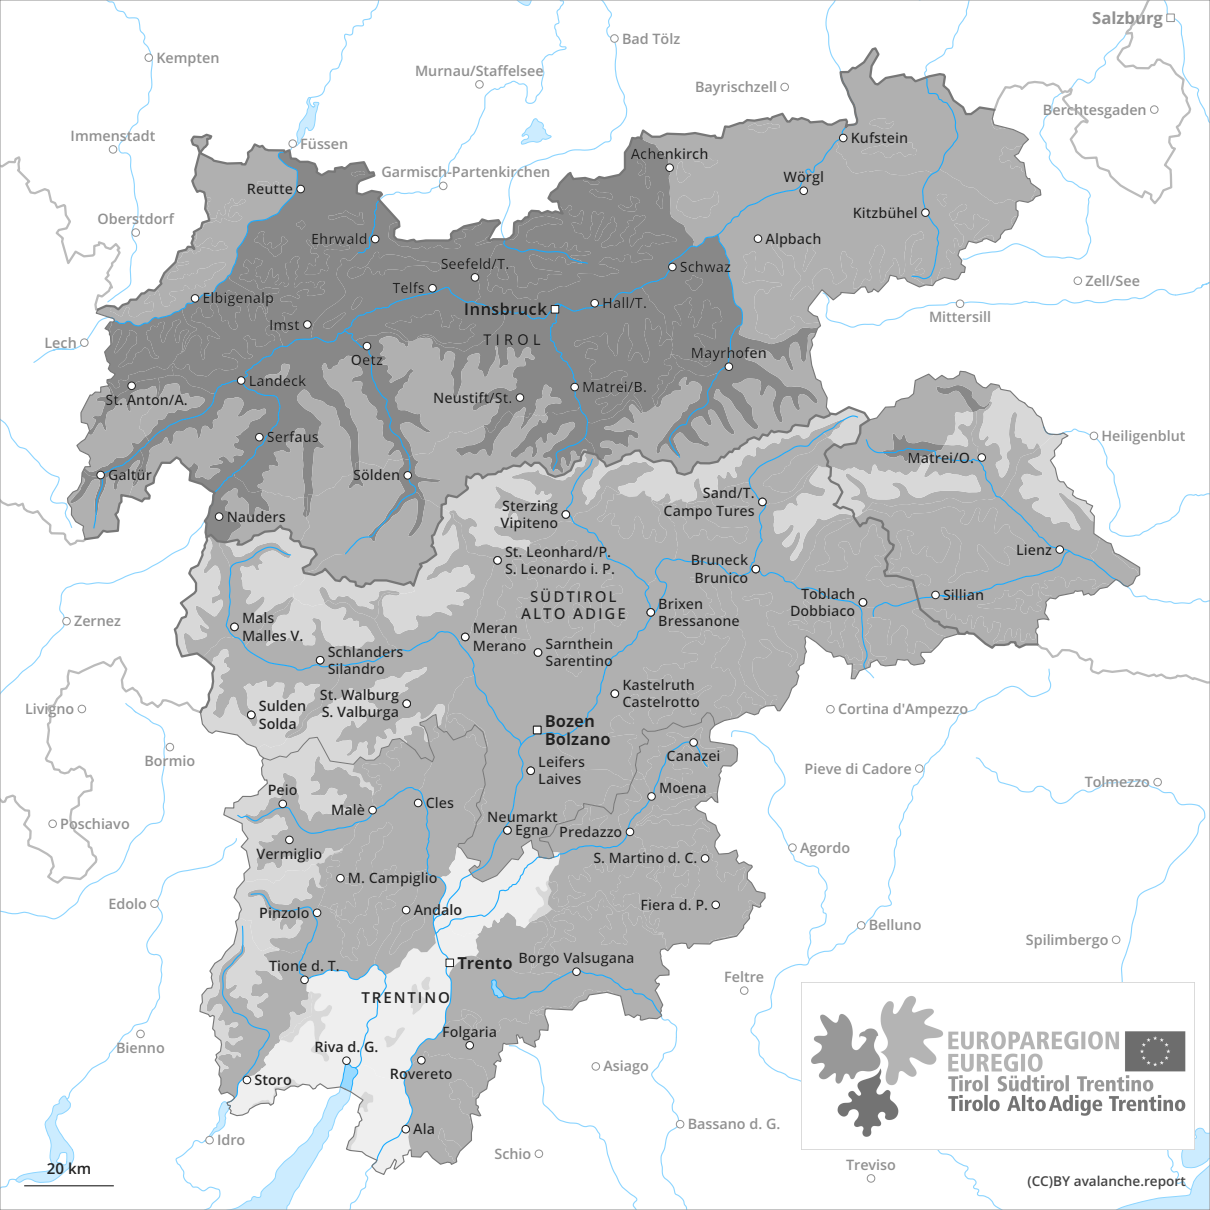 Salzburg
Bad Tölz
Kempten
Murnau/Staffelsee
Bayrischzell
Berchtesgaden
Immenstadt
Füssen
Kufstein
Achenkirch
Garmisch-Partenkirchen
Wörgl
Reutte
Oberstdorf
Kitzbühel
Ehrwald
Alpbach
Seefeld/T.
Schwaz
Zell/See
Telfs
Elbigenalp
Hall/T.
Innsbruck
Mittersill
Imst
TIROL
Lech
Oetz
Mayrhofen
Landeck
Matrei/B.
St. Anton/A.
Neustift/St.
Serfaus
Heiligenblut
Matrei/O.
Galtür
Sölden
Sand/T.
Campo Tures
Sterzing
Vipiteno
Nauders
St. Leonhard/P.
S. Leonardo i. P.
Lienz
Bruneck
Brunico
SÜDTIROL
ALTO ADIGE
Toblach
Dobbiaco
Sillian
Brixen
Bressanone
Zernez
Mals
Malles V.
Meran
Merano
Sarnthein
Sarentino
Schlanders
Silandro
Kastelruth
Castelrotto
St. Walburg
S. Valburga
Livigno
Sulden
Solda
Cortina d'Ampezzo
Bozen
Bolzano
Bormio
Canazei
Leifers
Laives
Pieve di Cadore
Tolmezzo
Peio
Moena
Malè
Cles
Neumarkt
Egna
Predazzo
Poschiavo
Vermiglio
Agordo
S. Martino d. C.
M. Campiglio
Edolo
Pinzolo
Andalo
Fiera d. P.
Belluno
Spilimbergo
Trento
Borgo Valsugana
Tione d. T.
Feltre
TRENTINO
Folgaria
Bienno
Riva d. G.
EUROPAREGION
EUREGIO
Tirol Südtirol Trentino
Tirolo Alto Adige Trentino
Rovereto
Asiago
Storo
Ala
Bassano d. G.
Idro
Schio
Treviso
20 km
(CC)BY avalanche.report